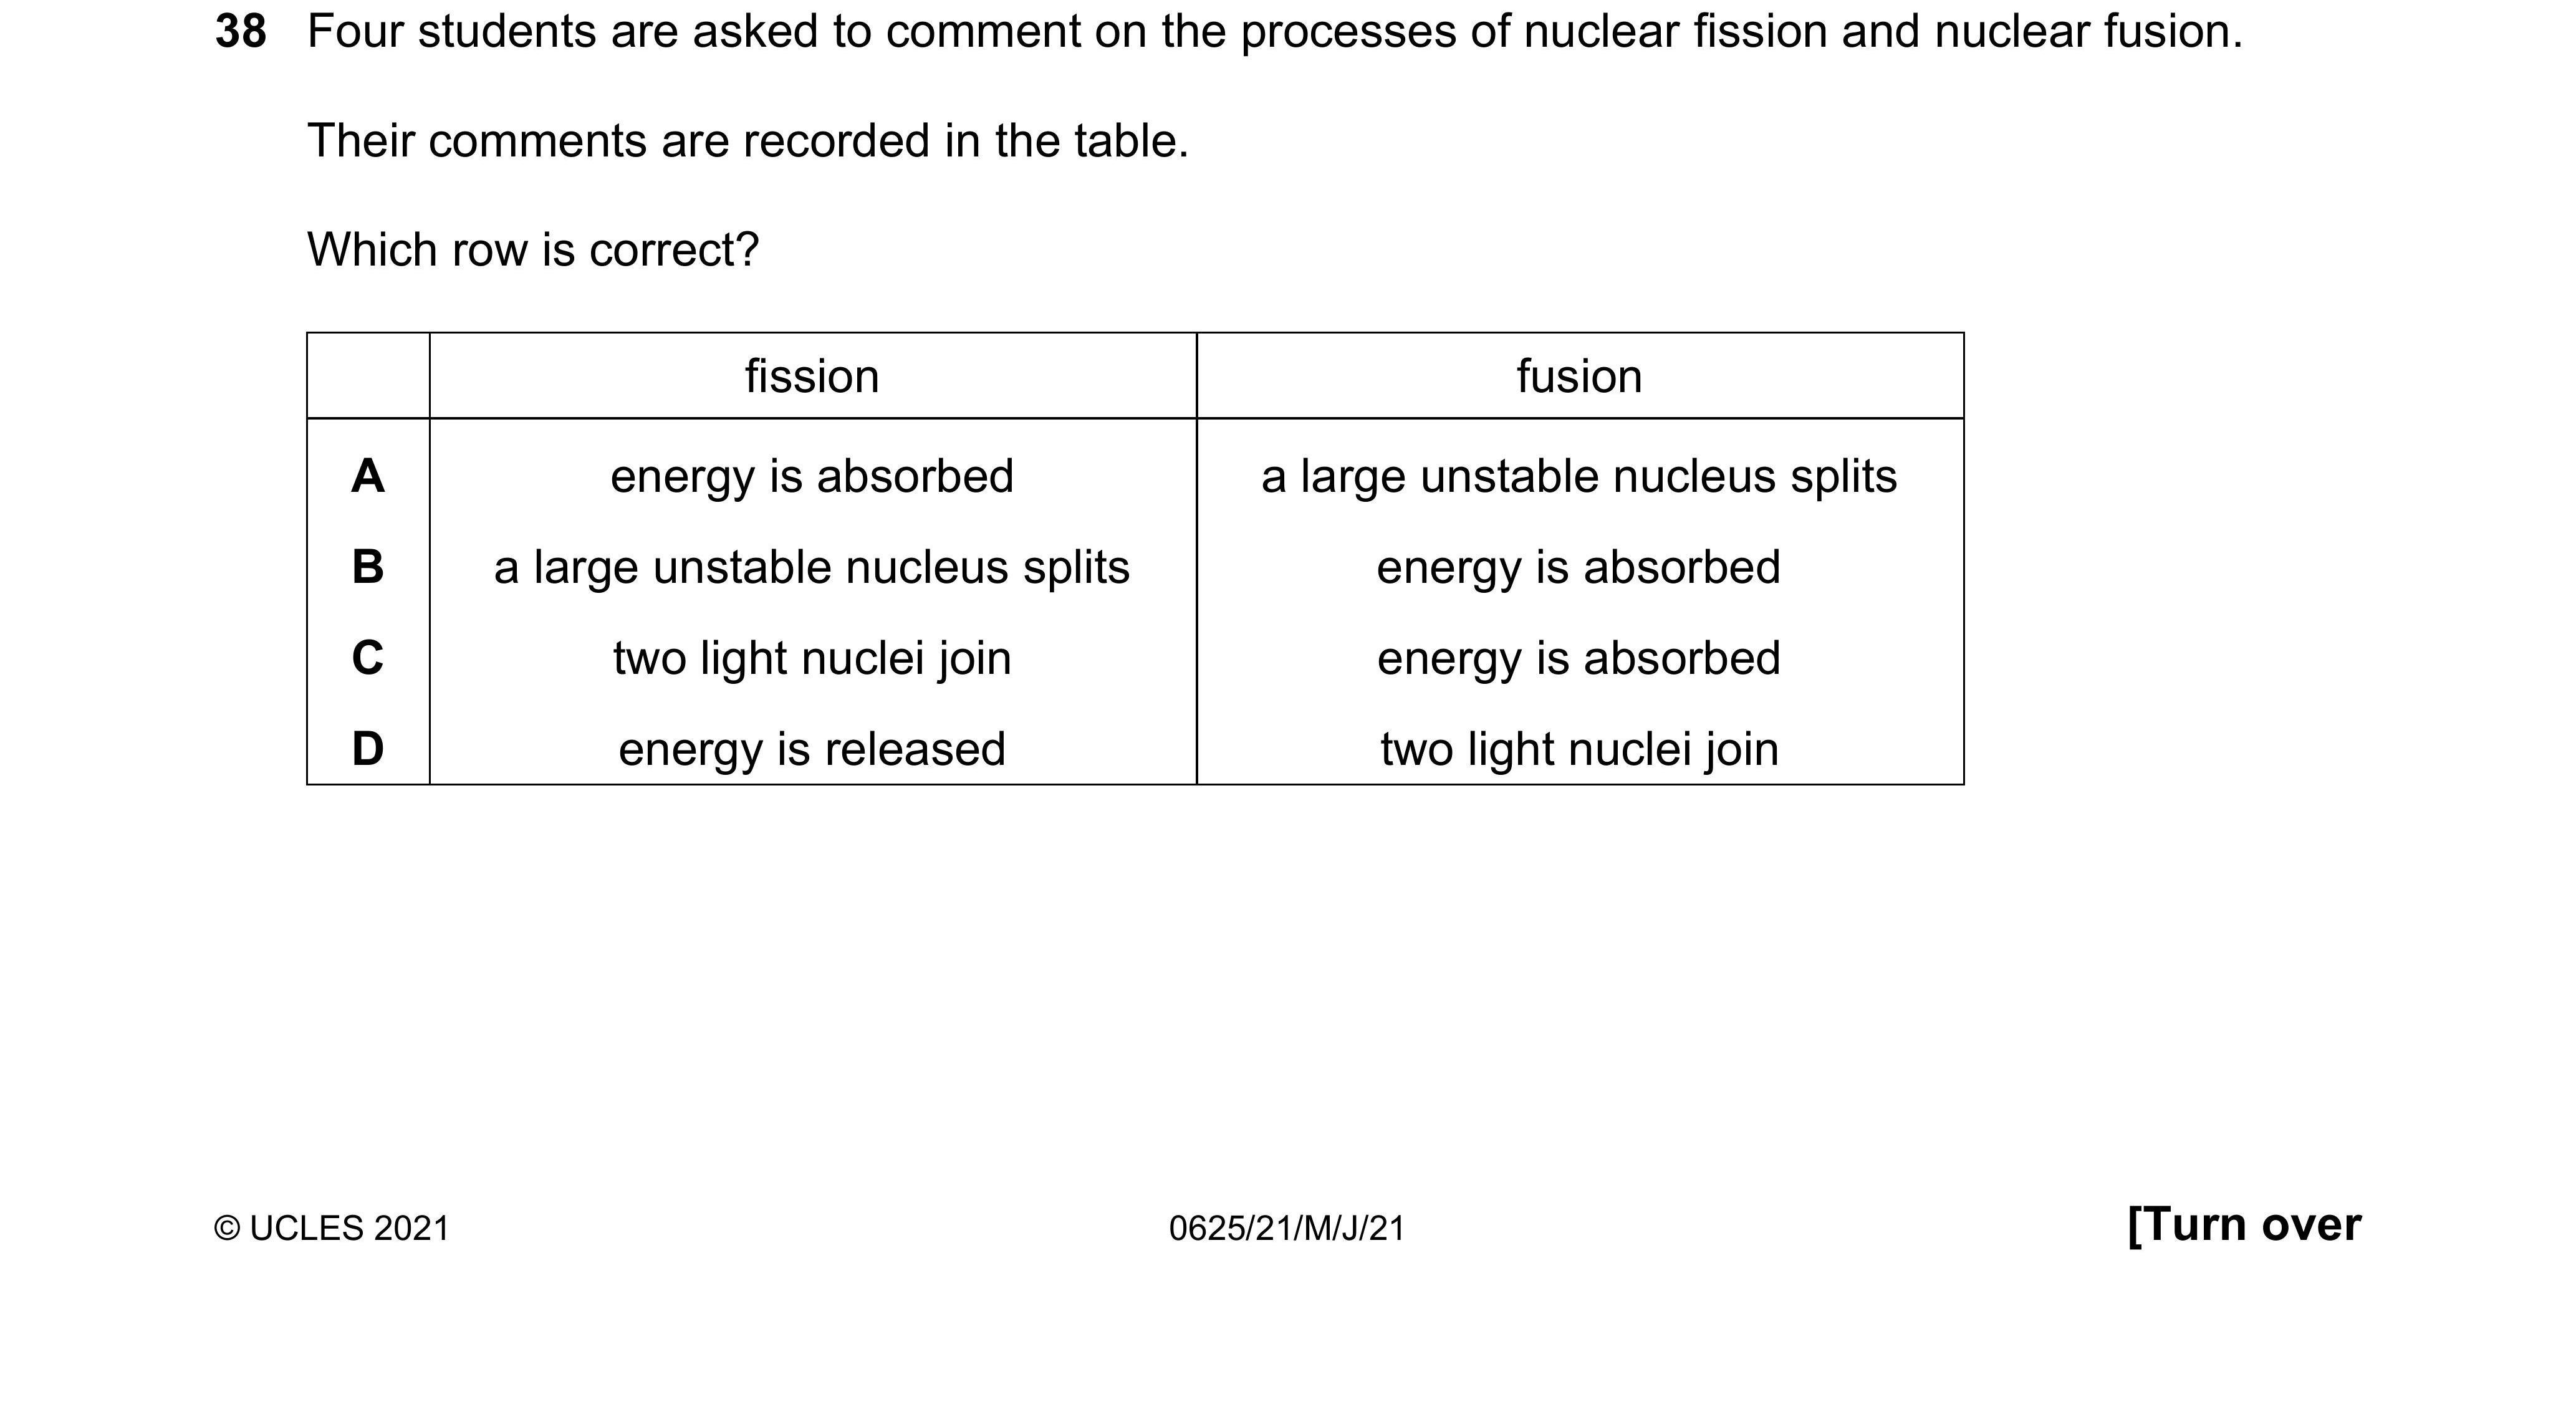 38 Four students are asked to comment on the processes of nuclear fission and nuclear fusion.
Their comments are recorded in the table.
Which row is correct?
fission fusion
A energy is absorbed a large unstable nucleus splits
B a large unstable nucleus splits energy is absorbed
C two light nuclei join energy is absorbed
D energy is released two light nuclei join
© UCLES 2021 0625/21/M/J/21 [Turn over